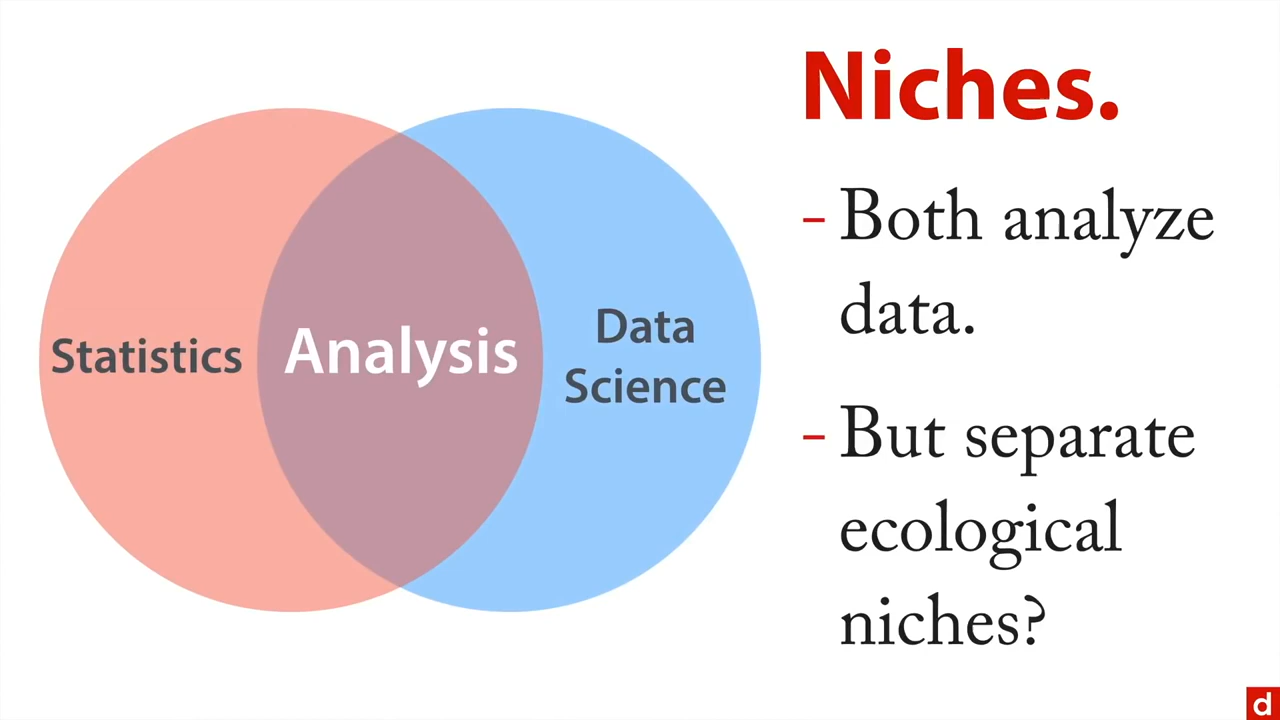 Niches.
- Both analyze
data.
- But separate
ecological
niches?
Statistics
Analysis
Data
Science
d